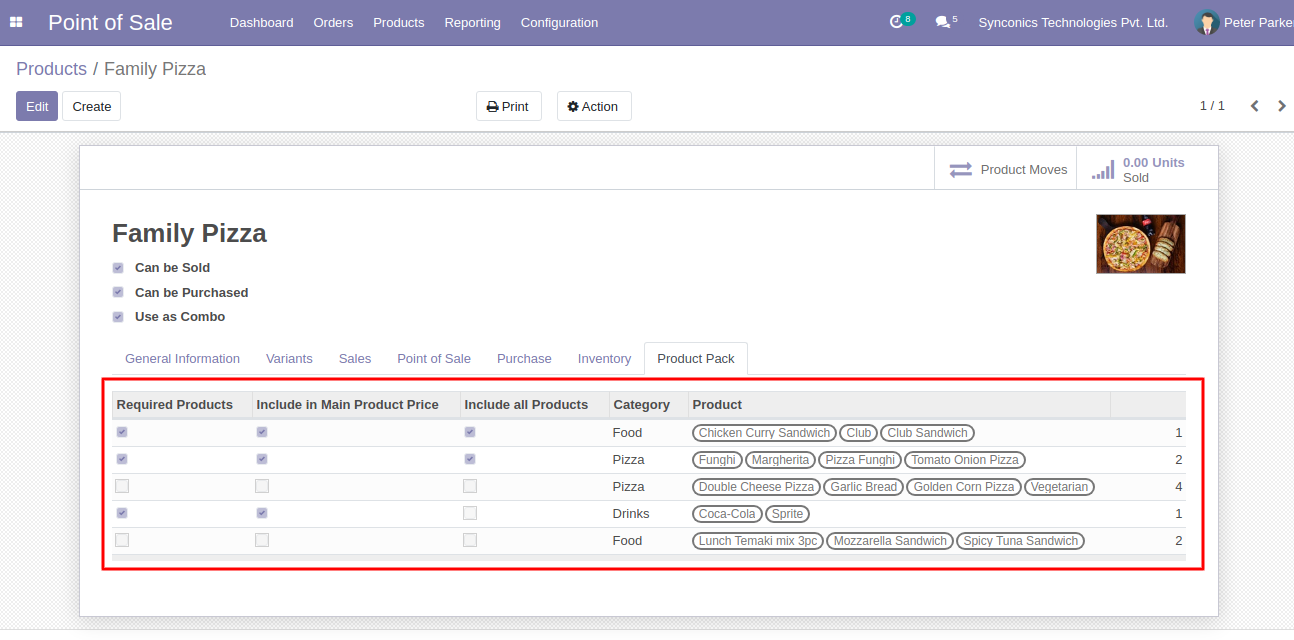 Point of Sale Dashboard Orders Products Reporting Configuration 8 5 Synconics Technologies Pvt. Ltd. Peter Parker
Products / Family Pizza
Edit Create Print Action 1 / 1
Product Moves 0.00 Units
Sold
Family Pizza
Can be Sold
Can be Purchased
Use as Combo
General Information Variants Sales Point of Sale Purchase Inventory Product Pack
Required Products Include in Main Product Price Include all Products Category Product
Food Chicken Curry Sandwich Club Club Sandwich 1
Pizza Funghi Margherita Pizza Funghi Tomato Onion Pizza 2
Pizza Double Cheese Pizza Garlic Bread Golden Corn Pizza Vegetarian 4
Drinks Coca-Cola Sprite 1
Food Lunch Temaki mix 3pc Mozzarella Sandwich Spicy Tuna Sandwich 2